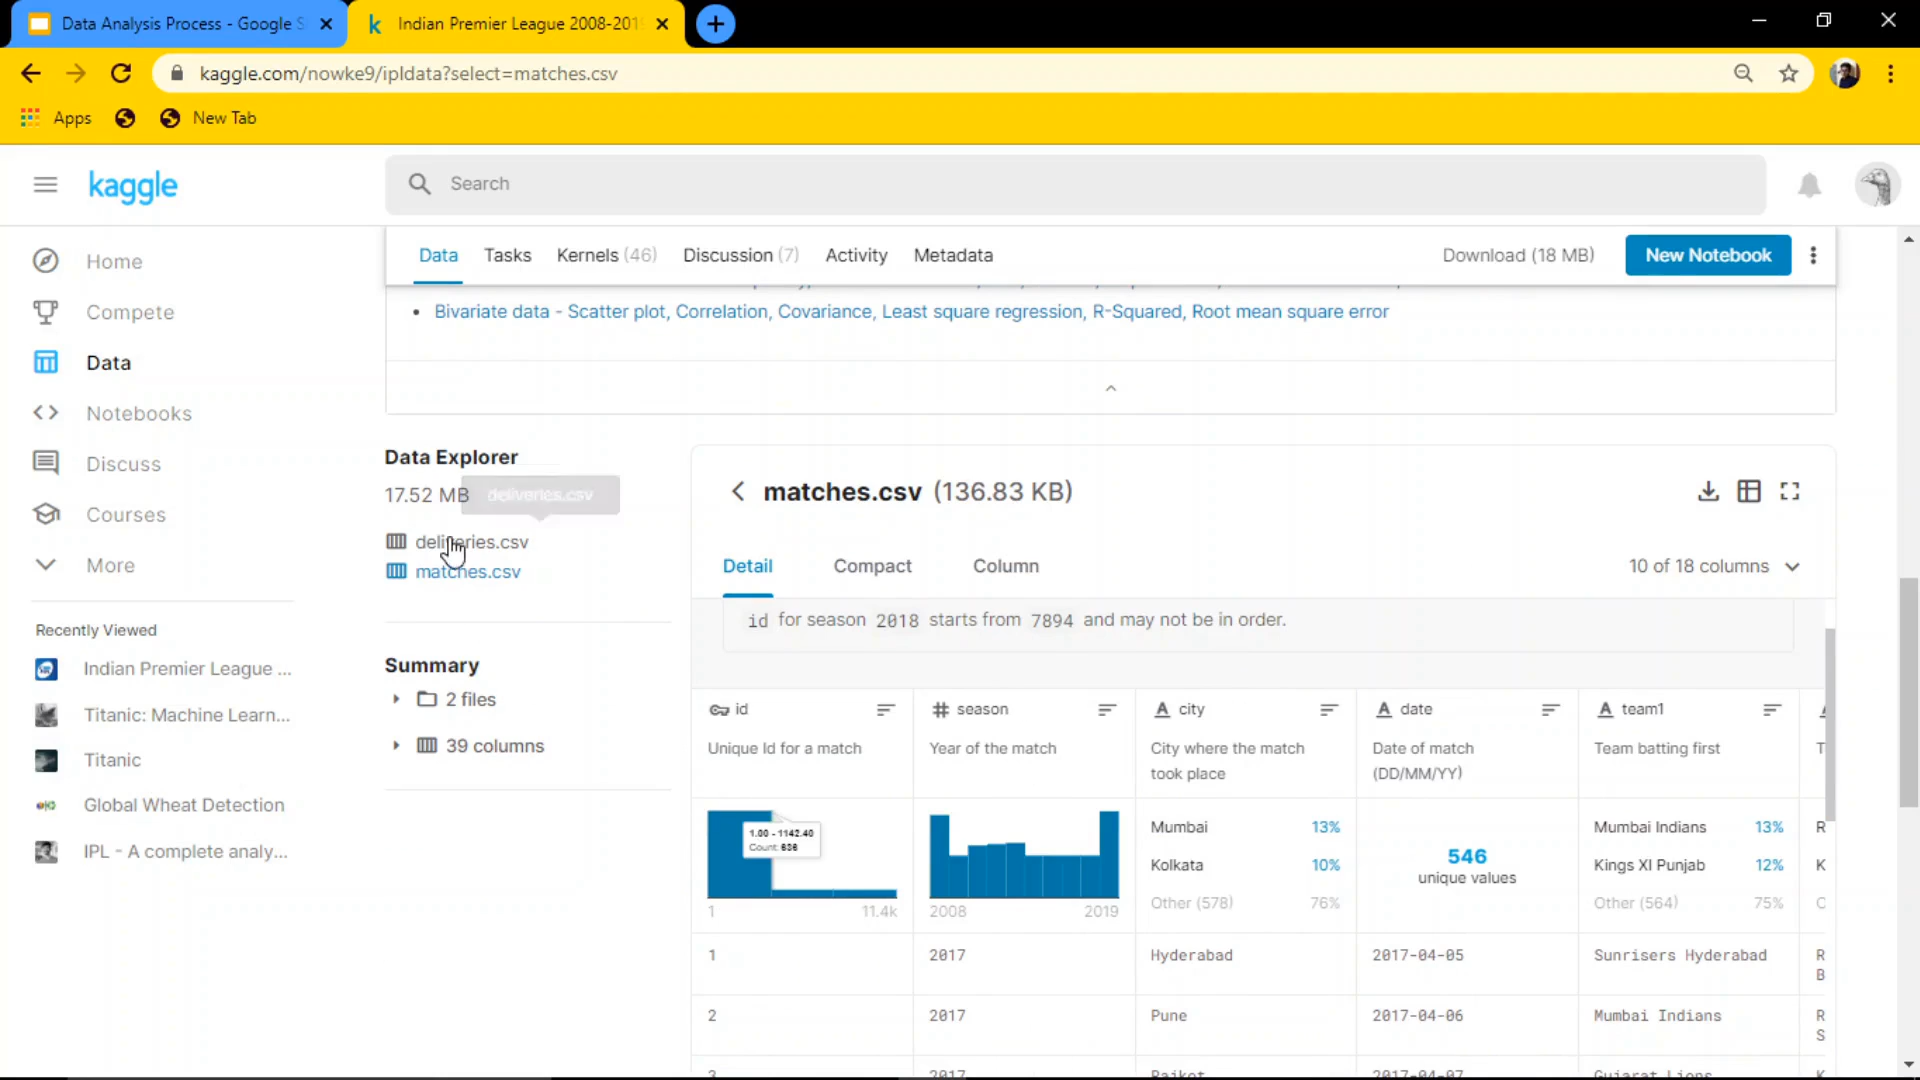 Data Analysis Process - Google S
Indian Premier League 2008-201
kaggle.com/nowke9/ipldata?select=matches.csv
Apps
New Tab
kaggle
Search
Home
Compete
Data
Notebooks
Discuss
Courses
More
Recently Viewed
Indian Premier League ...
Titanic: Machine Learn...
Titanic
Global Wheat Detection
IPL - A complete analy...
Data Tasks Kernels (46) Discussion (7) Activity Metadata Download (18 MB) New Notebook
• Bivariate data - Scatter plot, Correlation, Covariance, Least square regression, R-Squared, Root mean square error
Data Explorer
17.52 MB
deliveries.csv
deliveries.csv
matches.csv
Summary
2 files
39 columns
matches.csv (136.83 KB)
Detail Compact Column 10 of 18 columns
id for season 2018 starts from 7894 and may not be in order.
id season city date team1
Unique Id for a match Year of the match City where the match Date of match Team batting first T
took place (DD/MM/YY)
1.00 - 1142.40
Count: 636
Mumbai 13% Mumbai Indians 13% R
546
Kolkata 10% Kings XI Punjab 12% K
unique values
Other (578) 76% Other (564) 75% C
1 11.4k 2008 2019
1 2017 Hyderabad 2017-04-05 Sunrisers Hyderabad R
B
2 2017 Pune 2017-04-06 Mumbai Indians R
S
3 2017 Rajkot 2017-04-07 Gujarat Lions K